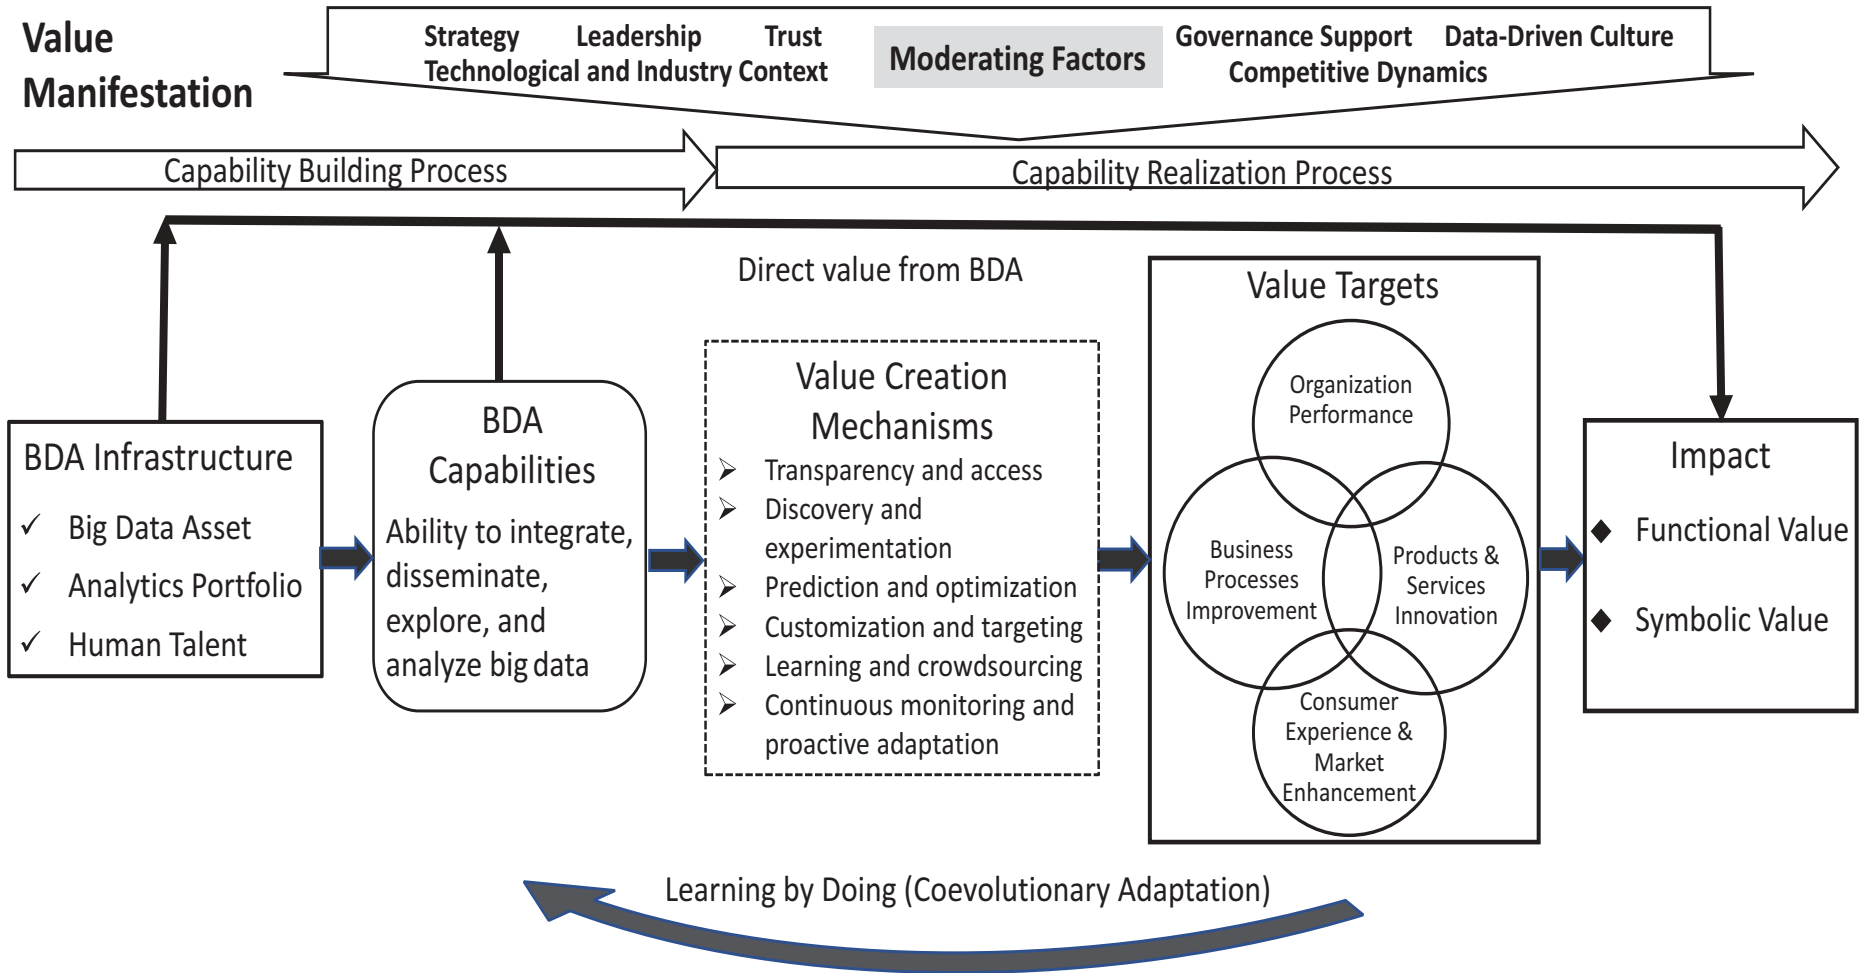 Value
Manifestation
Strategy Leadership Trust
Technological and Industry Context
Moderating Factors
Governance Support Data-Driven Culture
Competitive Dynamics
Capability Building Process
Capability Realization Process
Direct value from BDA
BDA Infrastructure
✓ Big Data Asset
✓ Analytics Portfolio
✓ Human Talent
BDA
Capabilities
Ability to integrate,
disseminate,
explore, and
analyze big data
Value Creation
Mechanisms
➢ Transparency and access
➢ Discovery and
experimentation
➢ Prediction and optimization
➢ Customization and targeting
➢ Learning and crowdsourcing
➢ Continuous monitoring and
proactive adaptation
Value Targets
Organization
Performance
Business
Processes
Improvement
Products &
Services
Innovation
Consumer
Experience &
Market
Enhancement
Impact
◆ Functional Value
◆ Symbolic Value
Learning by Doing (Coevolutionary Adaptation)